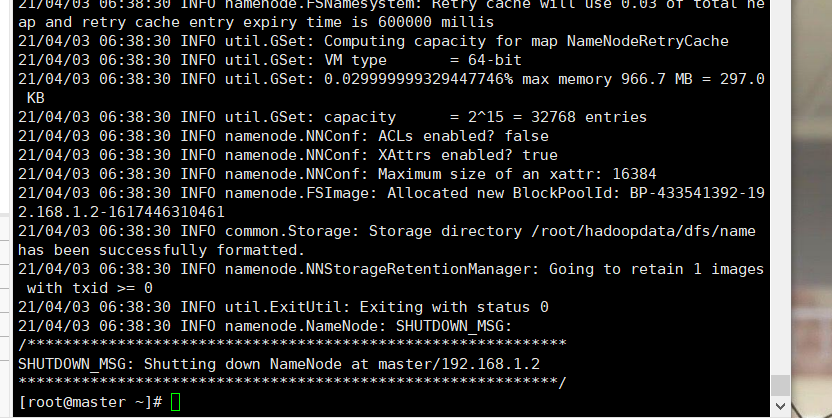 21/04/03 06:38:30 INFO namenode.FSNamesystem: Retry cache will use 0.03 of total he
ap and retry cache entry expiry time is 600000 millis
21/04/03 06:38:30 INFO util.GSet: Computing capacity for map NameNodeRetryCache
21/04/03 06:38:30 INFO util.GSet: VM type       = 64-bit
21/04/03 06:38:30 INFO util.GSet: 0.029999999329447746% max memory 966.7 MB = 297.0
 KB
21/04/03 06:38:30 INFO util.GSet: capacity      = 2^15 = 32768 entries
21/04/03 06:38:30 INFO namenode.NNConf: ACLs enabled? false
21/04/03 06:38:30 INFO namenode.NNConf: XAttrs enabled? true
21/04/03 06:38:30 INFO namenode.NNConf: Maximum size of an xattr: 16384
21/04/03 06:38:30 INFO namenode.FSImage: Allocated new BlockPoolId: BP-433541392-19
2.168.1.2-1617446310461
21/04/03 06:38:30 INFO common.Storage: Storage directory /root/hadoopdata/dfs/name
has been successfully formatted.
21/04/03 06:38:30 INFO namenode.NNStorageRetentionManager: Going to retain 1 images
 with txid >= 0
21/04/03 06:38:30 INFO util.ExitUtil: Exiting with status 0
21/04/03 06:38:30 INFO namenode.NameNode: SHUTDOWN_MSG:
/************************************************************
SHUTDOWN_MSG: Shutting down NameNode at master/192.168.1.2
************************************************************/
[root@master ~]#